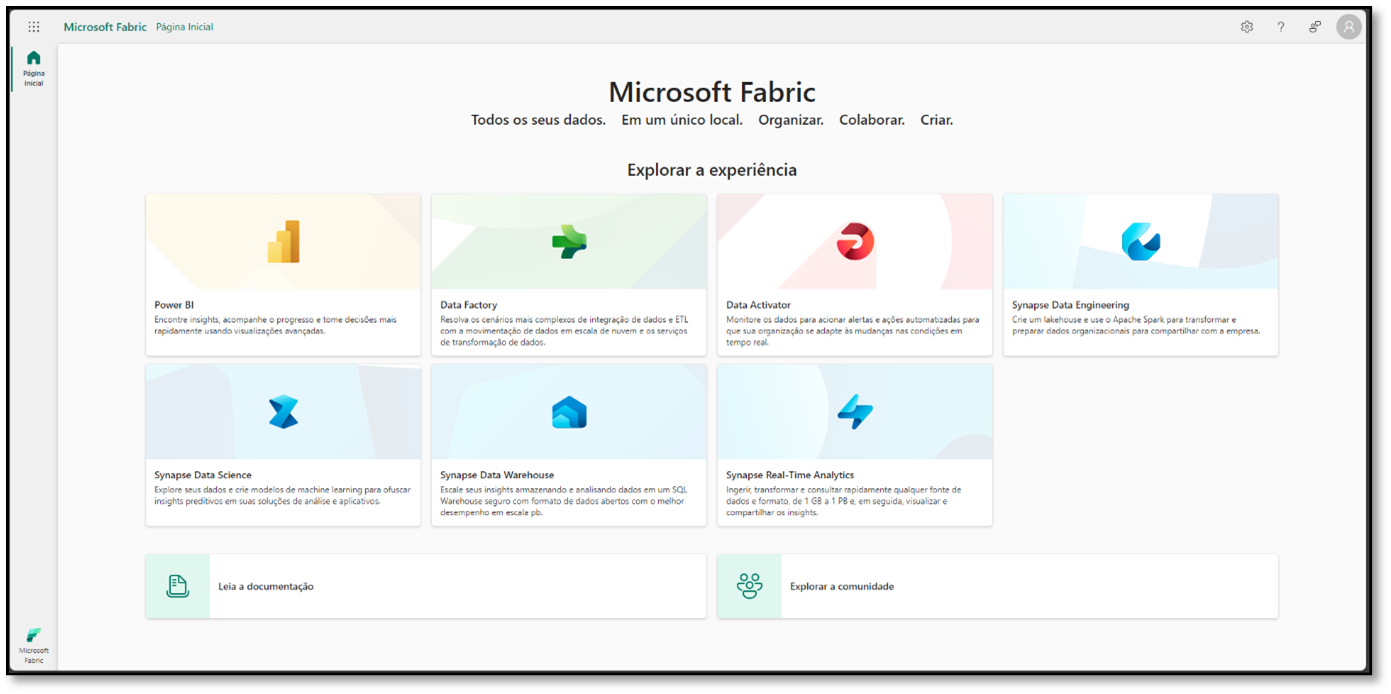 Microsoft Fabric Página Inicial
Página
Inicial
Microsoft Fabric
Todos os seus dados. Em um único local. Organizar. Colaborar. Criar.
Explorar a experiência
Power BI
Encontre insights, acompanhe o progresso e tome decisões mais
rapidamente usando visualizações avançadas.
Data Factory
Resolva os cenários mais complexos de integração de dados e ETL
com a movimentação de dados em escala de nuvem e os serviços
de transformação de dados.
Data Activator
Monitore os dados para acionar alertas e ações automatizadas para
que sua organização se adapte às mudanças nas condições em
tempo real.
Synapse Data Engineering
Crie um lakehouse e use o Apache Spark para transformar e
preparar dados organizacionais para compartilhar com a empresa.
Synapse Data Science
Explore seus dados e crie modelos de machine learning para ofuscar
insights preditivos em suas soluções de análise e aplicativos.
Synapse Data Warehouse
Escale seus insights armazenando e analisando dados em um SQL
Warehouse seguro com formato de dados abertos com o melhor
desempenho em escala pb.
Synapse Real-Time Analytics
Ingerir, transformar e consultar rapidamente qualquer fonte de
dados e formato, de 1 GB a 1 PB e, em seguida, visualizar e
compartilhar os insights.
Leia a documentação
Explorar a comunidade
Microsoft
Fabric